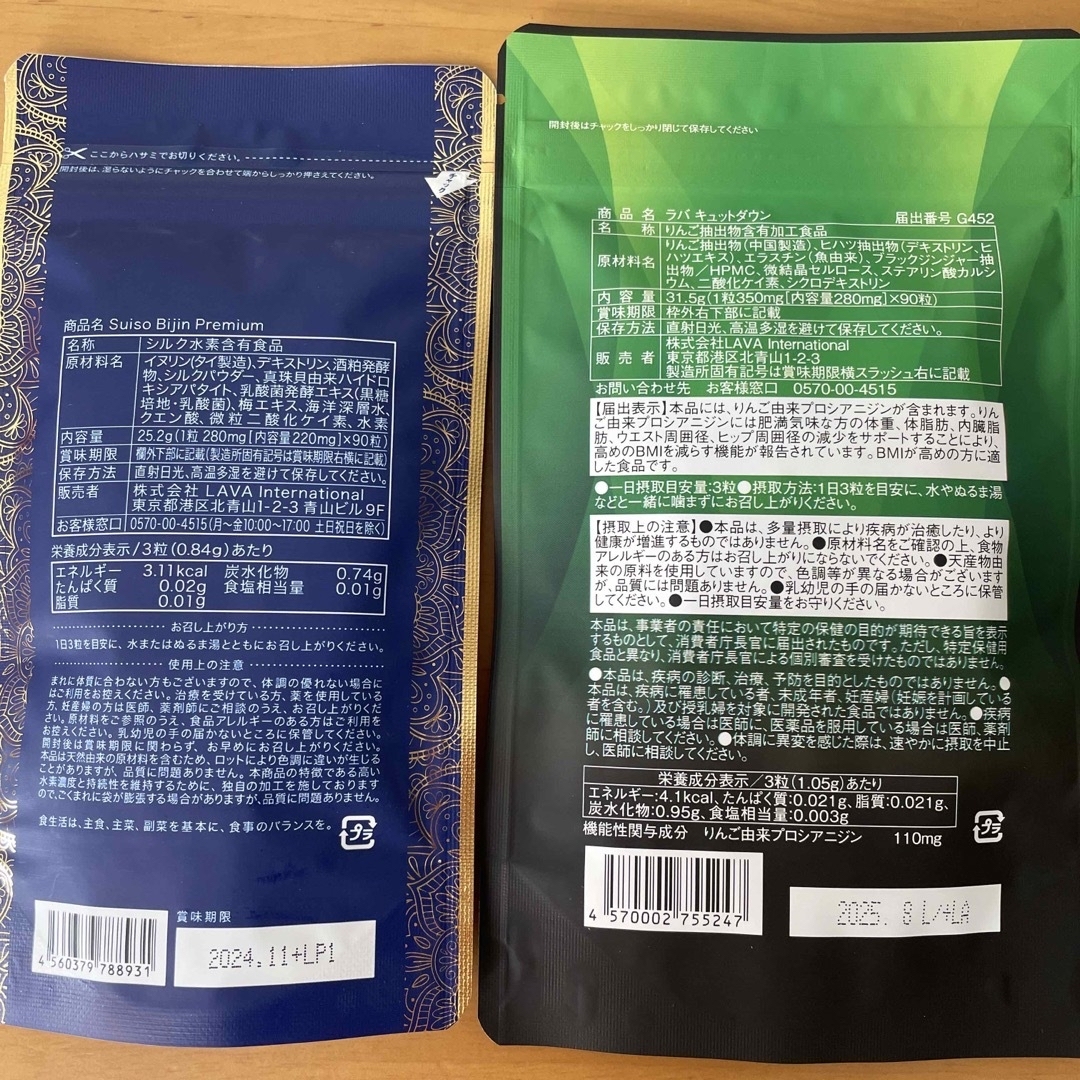 ここからハサミでお切りください。
開封後は、湿らないようにチャックを合わせて端からしっかり押さえてください。
商品名 Suiso Bijin Premium
名称 シルク水素含有食品
原材料名 イヌリン(タイ製造)、デキストリン、酒粕発酵
物、シルクパウダー、真珠貝由来ハイドロ
キシアパタイト、乳酸菌発酵エキス(黒糖
培地・乳酸菌)、梅エキス、海洋深層水、
クエン酸、微粒二酸化ケイ素、水素
内容量 25.2g(1粒 280mg[内容量220mg]×90粒)
賞味期限 欄外下部に記載(製造所固有記号は賞味期限右横に記載)
保存方法 直射日光、高温多湿を避けて保存してください。
販売者 株式会社 LAVA International
東京都港区北青山1-2-3 青山ビル9F
お客様窓口 0570-00-4515(月~金10:00~17:00 土日祝日を除く)
栄養成分表示/3粒(0.84g)あたり
エネルギー 3.11kcal 炭水化物 0.74g
たんぱく質 0.02g 食塩相当量 0.01g
脂質 0.01g
お召し上がり方
1日3粒を目安に、水またはぬるま湯とともにお召し上がりください。
使用上の注意
まれに体質に合わない方もございますので、体調の優れない場合に
はご利用をお控えください。治療を受けている方、薬を使用している
方、妊産婦の方は医師、薬剤師にご相談のうえ、お召し上がりください。
原材料をご参照のうえ、食品アレルギーのある方はご利用を
お控えください。乳幼児の手の届かないところに保管してください。
開封後は賞味期限に関わらず、お早めにお召し上がりください。
本品は天然由来の原材料を含むため、ロットにより色調に違いが生じる
ことがありますが、品質に問題ありません。本商品の特徴である高い
水素濃度と持続性を維持するために、独自の加工を施しております
のでごくまれに袋が膨張する場合がありますが、品質に問題ありません。
食生活は、主食、主菜、副菜を基本に、食事のバランスを。
プラ
賞味期限
4 560379 788931
2024.11+LP1
開封後はチャックをしっかり閉じて保存してください
商品名 ラバ キュットダウン 届出番号 G452
名称 りんご抽出物含有加工食品
原材料名 りんご抽出物(中国製造)、ヒハツ抽出物(デキストリン、ヒ
ハツエキス)、エラスチン(魚由来)、ブラックジンジャー抽
出物/HPMC、微結晶セルロース、ステアリン酸カルシ
ウム、二酸化ケイ素、シクロデキストリン
内容量 31.5g(1粒350mg[内容量280mg]×90粒)
賞味期限 枠外右下部に記載
保存方法 直射日光、高温多湿を避けて保存してください。
販売者 株式会社LAVA International
東京都港区北青山1-2-3
製造所固有記号は賞味期限横スラッシュ右に記載
お問い合わせ先 お客様窓口 0570-00-4515
【届出表示】本品には、りんご由来プロシアニジンが含まれます。りん
ご由来プロシアニジンには肥満気味な方の体重、体脂肪、内臓脂
肪、ウエスト周囲径、ヒップ周囲径の減少をサポートすることにより、
高めのBMIを減らす機能が報告されています。BMIが高めの方に適
した食品です。
●一日摂取目安量:3粒●摂取方法:1日3粒を目安に、水やぬるま湯
などと一緒に噛まずにお召し上がりください。
【摂取上の注意】●本品は、多量摂取により疾病が治癒したり、より
健康が増進するものではありません。●原材料名をご確認の上、食物
アレルギーのある方はお召し上がりにならないでください。●天産物由
来の原料を使用していますので、色調等が異なる場合がございます
が、品質には問題ありません。●乳幼児の手の届かないところに保管
してください。●一日摂取目安量をお守りください。
本品は、事業者の責任において特定の保健の目的が期待できる旨を表示
するものとして、消費者庁長官に届出されたものです。ただし、特定保健用
食品と異なり、消費者庁長官による個別審査を受けたものではありません。
●本品は、疾病の診断、治療、予防を目的としたものではありません。●
本品は、疾病に罹患している者、未成年者、妊産婦(妊娠を計画している
者を含む。)及び授乳婦を対象に開発された食品ではありません。●疾病
に罹患している場合は医師に、医薬品を服用している場合は医師、薬剤
師に相談してください。●体調に異変を感じた際は、速やかに摂取を中止
し、医師に相談してください。
栄養成分表示/3粒(1.05g)あたり
エネルギー:4.1kcal、たんぱく質:0.021g、脂質:0.021g、
炭水化物:0.95g、食塩相当量:0.003g
機能性関与成分 りんご由来プロシアニジン 110mg
4 570002 755247
2025. 8 L/4LA
プラ